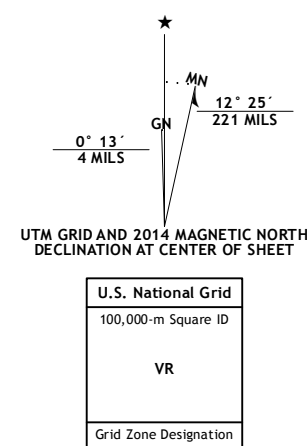 ★
MN
12° 25´
221 MILS
GN
0° 13´
4 MILS
UTM GRID AND 2014 MAGNETIC NORTH
DECLINATION AT CENTER OF SHEET
U.S. National Grid
100,000-m Square ID
VR
Grid Zone Designation